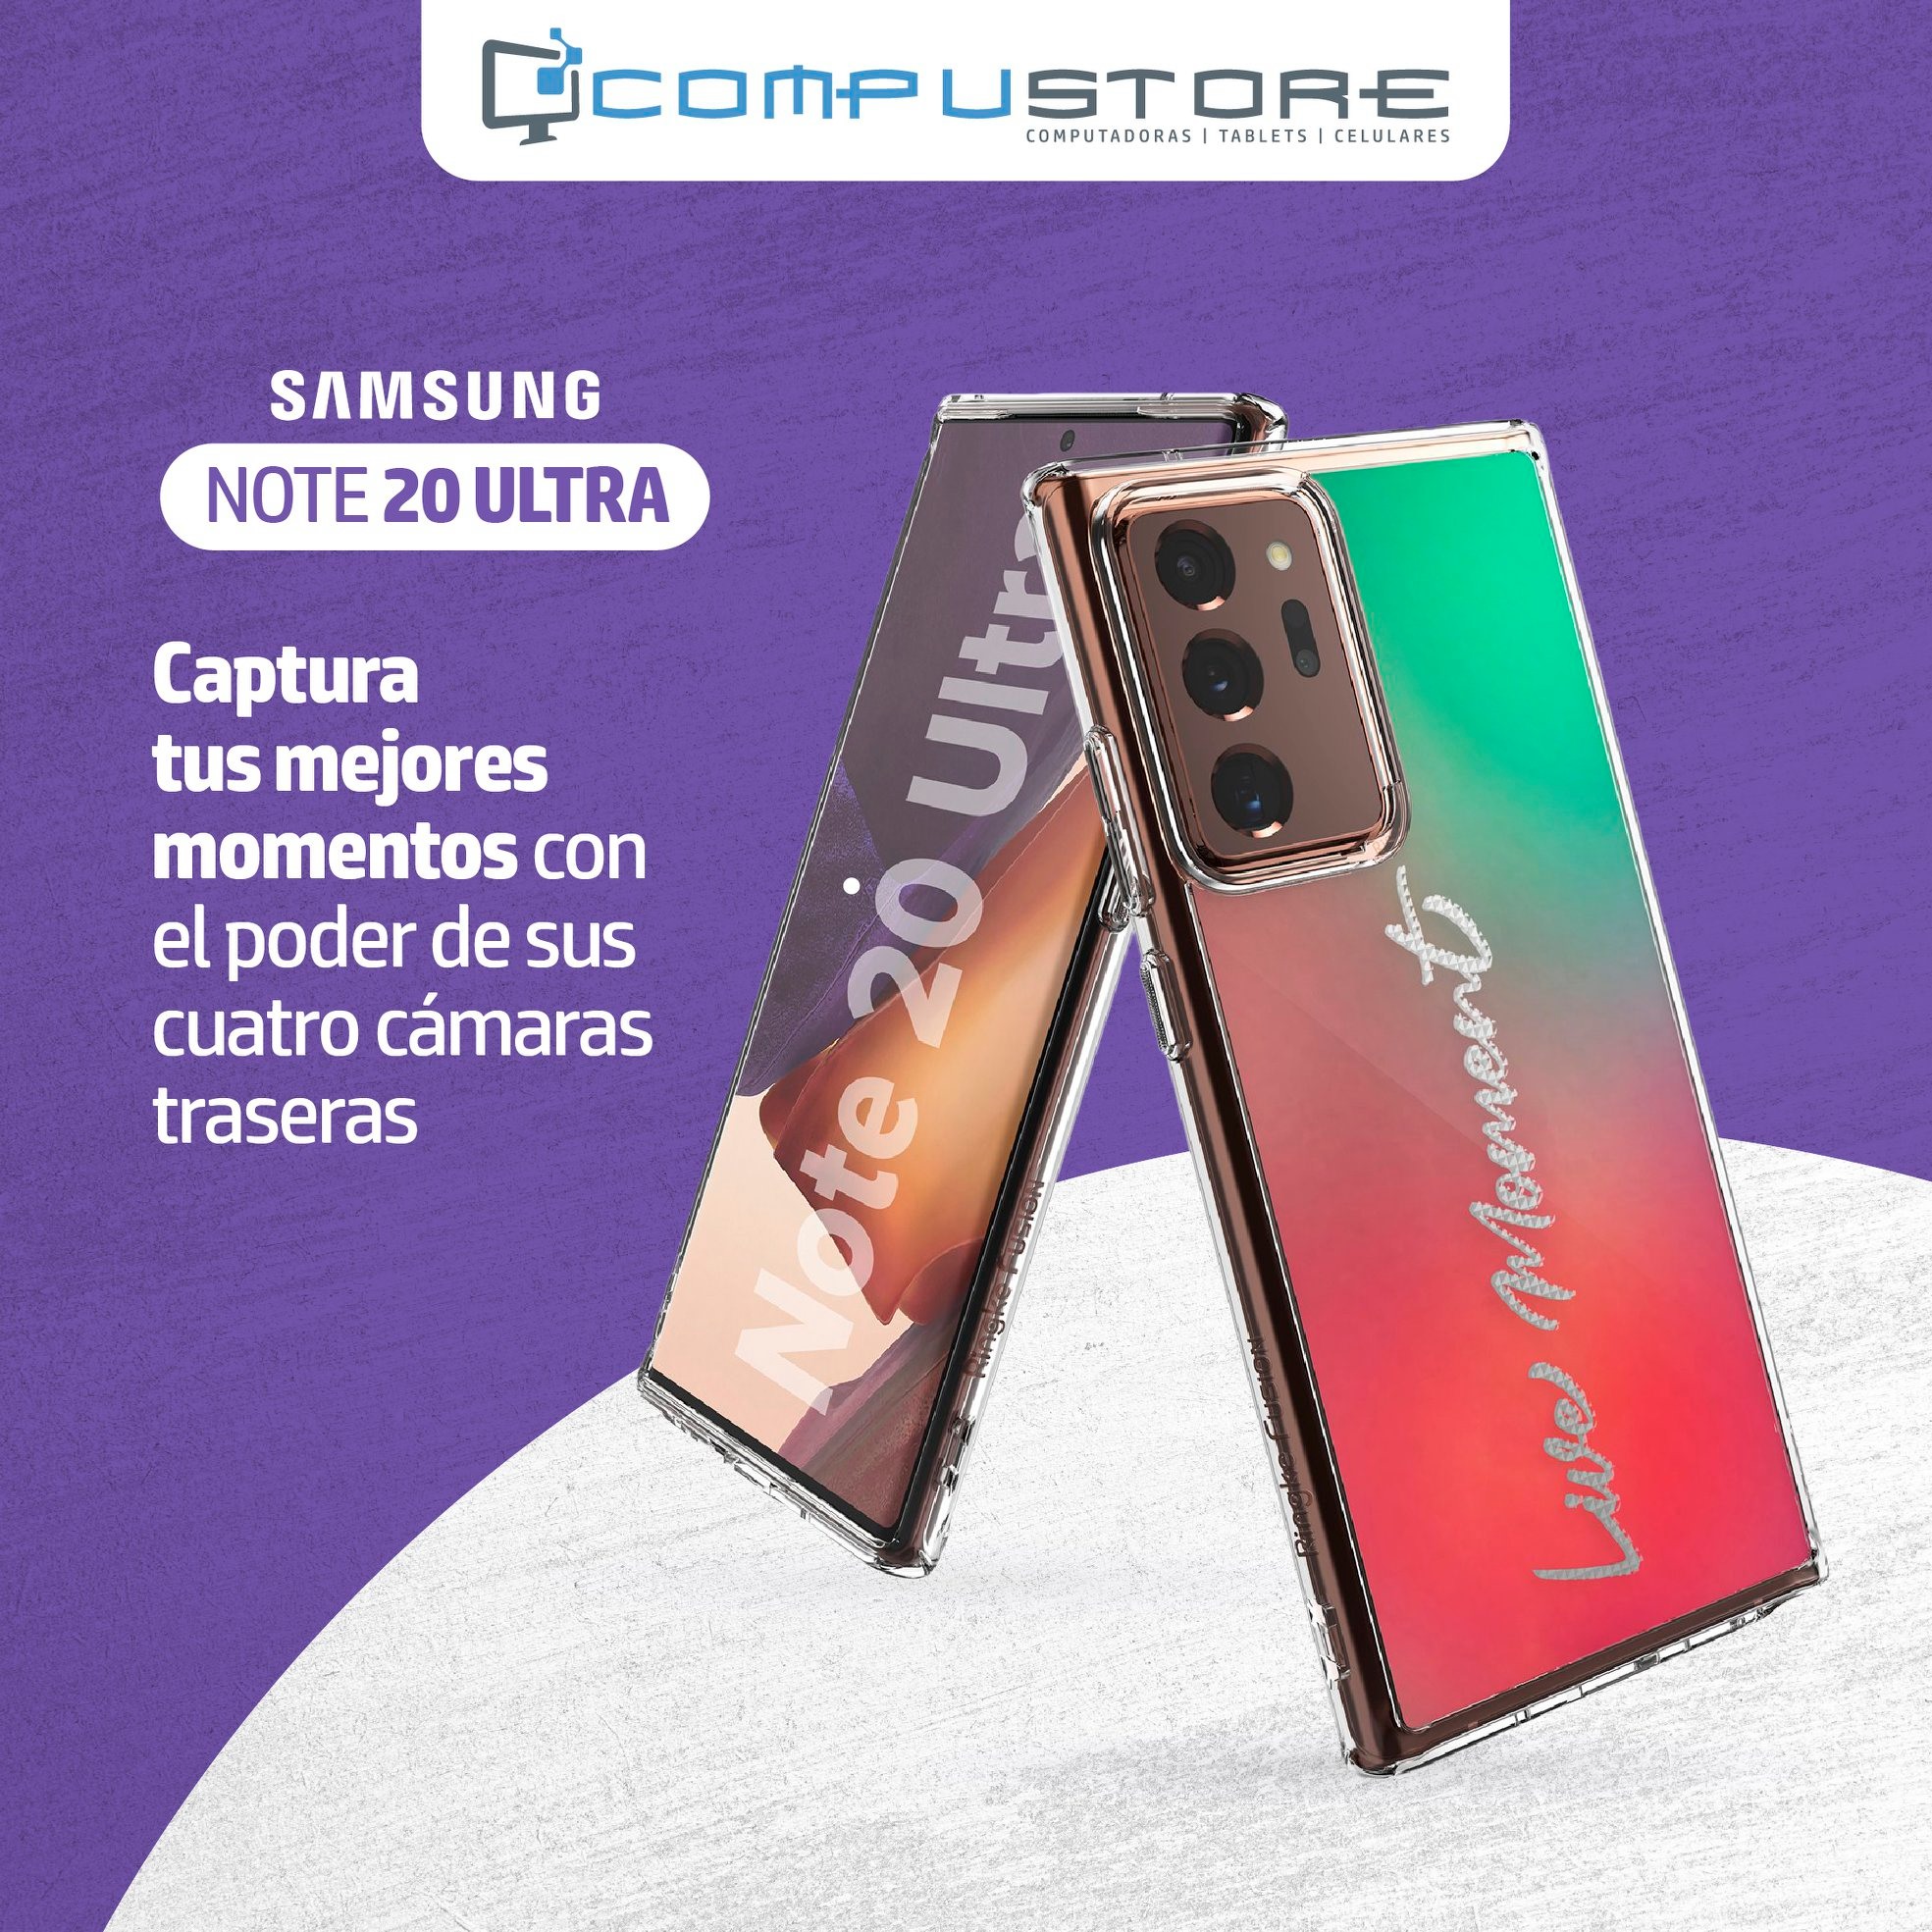 COMPUSTORE
COMPUTADORAS | TABLETS | CELULARES
SAMSUNG
NOTE 20 ULTRA
Captura
tus mejores
momentos con
el poder de sus
cuatro cámaras
traseras
Note 20 Ultra
Ringke Fusion
Live Moment
Ringke Fusion